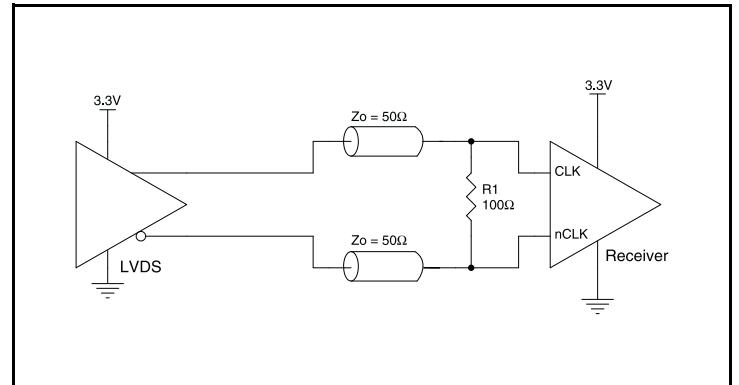 3.3V
3.3V
Zo = 50Ω
CLK
R1
100Ω
nCLK
Zo = 50Ω
LVDS
Receiver